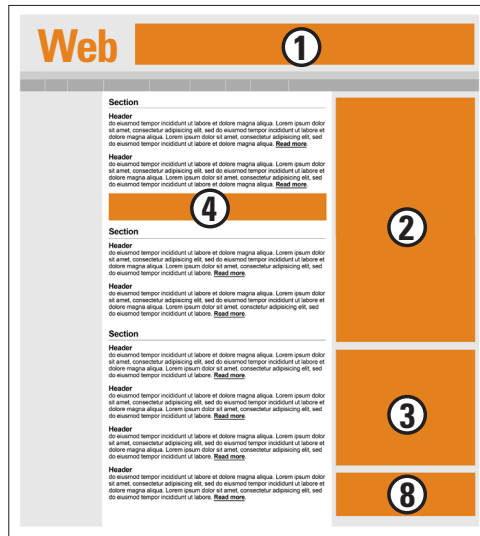 Web
1
Section
Header
do eiusmod tempor incididunt ut labore et dolore magna aliqua. Lorem ipsum dolor
sit amet, consectetur adipisicing elit, sed do eiusmod tempor incididunt ut labore et
dolore magna aliqua. Lorem ipsum dolor sit amet, consectetur adipisicing elit, sed
do eiusmod tempor incididunt ut labore et dolore magna aliqua. Read more.
Header
do eiusmod tempor incididunt ut labore et dolore magna aliqua. Lorem ipsum dolor
sit amet, consectetur adipisicing elit, sed do eiusmod tempor incididunt ut labore et
dolore magna aliqua. Lorem ipsum dolor sit amet, consectetur adipisicing elit, sed
do eiusmod tempor incididunt ut labore et dolore magna aliqua. Read more.
4
Section
Header
do eiusmod tempor incididunt ut labore et dolore magna aliqua. Lorem ipsum dolor
sit amet, consectetur adipisicing elit, sed do eiusmod tempor incididunt ut labore et
dolore magna aliqua. Lorem ipsum dolor sit amet, consectetur adipisicing elit, sed
do eiusmod tempor incididunt ut labore. Read more.
Header
do eiusmod tempor incididunt ut labore et dolore magna aliqua. Lorem ipsum dolor
sit amet, consectetur adipisicing elit, sed do eiusmod tempor incididunt ut labore et
dolore magna aliqua. Lorem ipsum dolor sit amet, consctetur adipisicing elit, sed
do eiusmod tempor incididunt ut labore. Read more.
Section
Header
do eiusmod tempor incididunt ut labore et dolore magna aliqua. Lorem ipsum dolor
sit amet, consectetur adipisicing elit, sed do eiusmod tempor incididunt ut labore et
dolore magna aliqua. Lorem ipsum dolor sit amet, consectetur adipisicing elit, sed
do eiusmod tempor incididunt ut labore. Read more.
Header
do eiusmod tempor incididunt ut labore et dolore magna aliqua. Lorem ipsum dolor
sit amet, consectetur adipisicing elit, sed do eiusmod tempor incididunt ut labore et
dolore magna aliqua. Lorem ipsum dolor sit amet, consectetur adipisicing elit, sed
do eiusmod tempor incididunt ut labore. Read more.
Header
do eiusmod tempor incididunt ut labore et dolore magna aliqua. Lorem ipsum dolor
sit amet, consectetur adipisicing elit, sed do eiusmod tempor incididunt ut labore et
dolore magna aliqua. Lorem ipsum dolor sit amet, consectetur adipisicing elit, sed
do eiusmod tempor incididunt ut labore. Read more.
Header
do eiusmod tempor incididunt ut labore et dolore magna aliqua. Lorem ipsum dolor
sit amet, consectetur adipisicing elit, sed do eiusmod tempor incididunt ut labore et
dolore magna aliqua. Lorem ipsum dolor sit amet, consectetur adipisicing elit, sed
do eiusmod tempor incididunt ut labore. Read more.
2
3
8